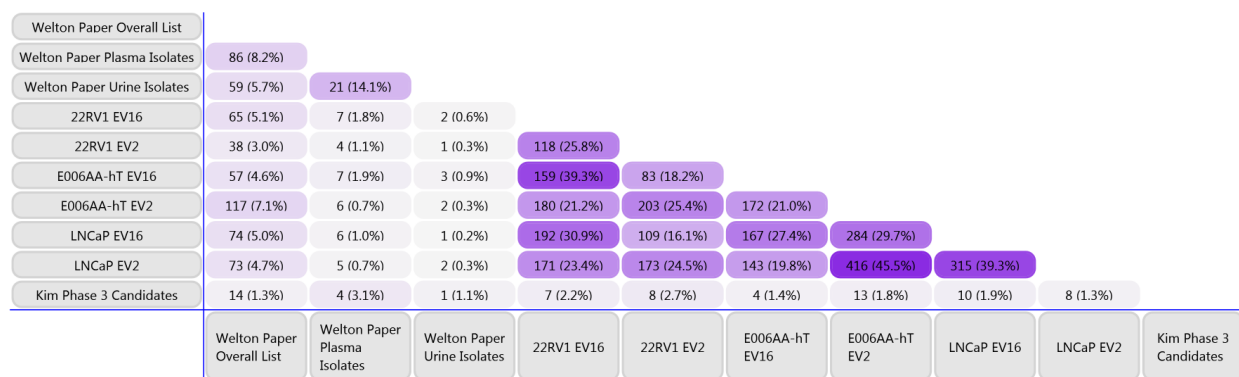 Welton Paper Overall List
Welton Paper Plasma Isolates 86 (8.2%)
Welton Paper Urine Isolates 59 (5.7%) 21 (14.1%)
22RV1 EV16 65 (5.1%) 7 (1.8%) 2 (0.6%)
22RV1 EV2 38 (3.0%) 4 (1.1%) 1 (0.3%) 118 (25.8%)
E006AA-hT EV16 57 (4.6%) 7 (1.9%) 3 (0.9%) 159 (39.3%) 83 (18.2%)
E006AA-hT EV2 117 (7.1%) 6 (0.7%) 2 (0.3%) 180 (21.2%) 203 (25.4%) 172 (21.0%)
LNCaP EV16 74 (5.0%) 6 (1.0%) 1 (0.2%) 192 (30.9%) 109 (16.1%) 167 (27.4%) 284 (29.7%)
LNCaP EV2 73 (4.7%) 5 (0.7%) 2 (0.3%) 171 (23.4%) 173 (24.5%) 143 (19.8%) 416 (45.5%) 315 (39.3%)
Kim Phase 3 Candidates 14 (1.3%) 4 (3.1%) 1 (1.1%) 7 (2.2%) 8 (2.7%) 4 (1.4%) 13 (1.8%) 10 (1.9%) 8 (1.3%)
Welton Paper
Overall List
Welton Paper
Plasma
Isolates
Welton Paper
Urine Isolates
22RV1 EV16
22RV1 EV2
E006AA-hT
EV16
E006AA-hT
EV2
LNCaP EV16
LNCaP EV2
Kim Phase 3
Candidates